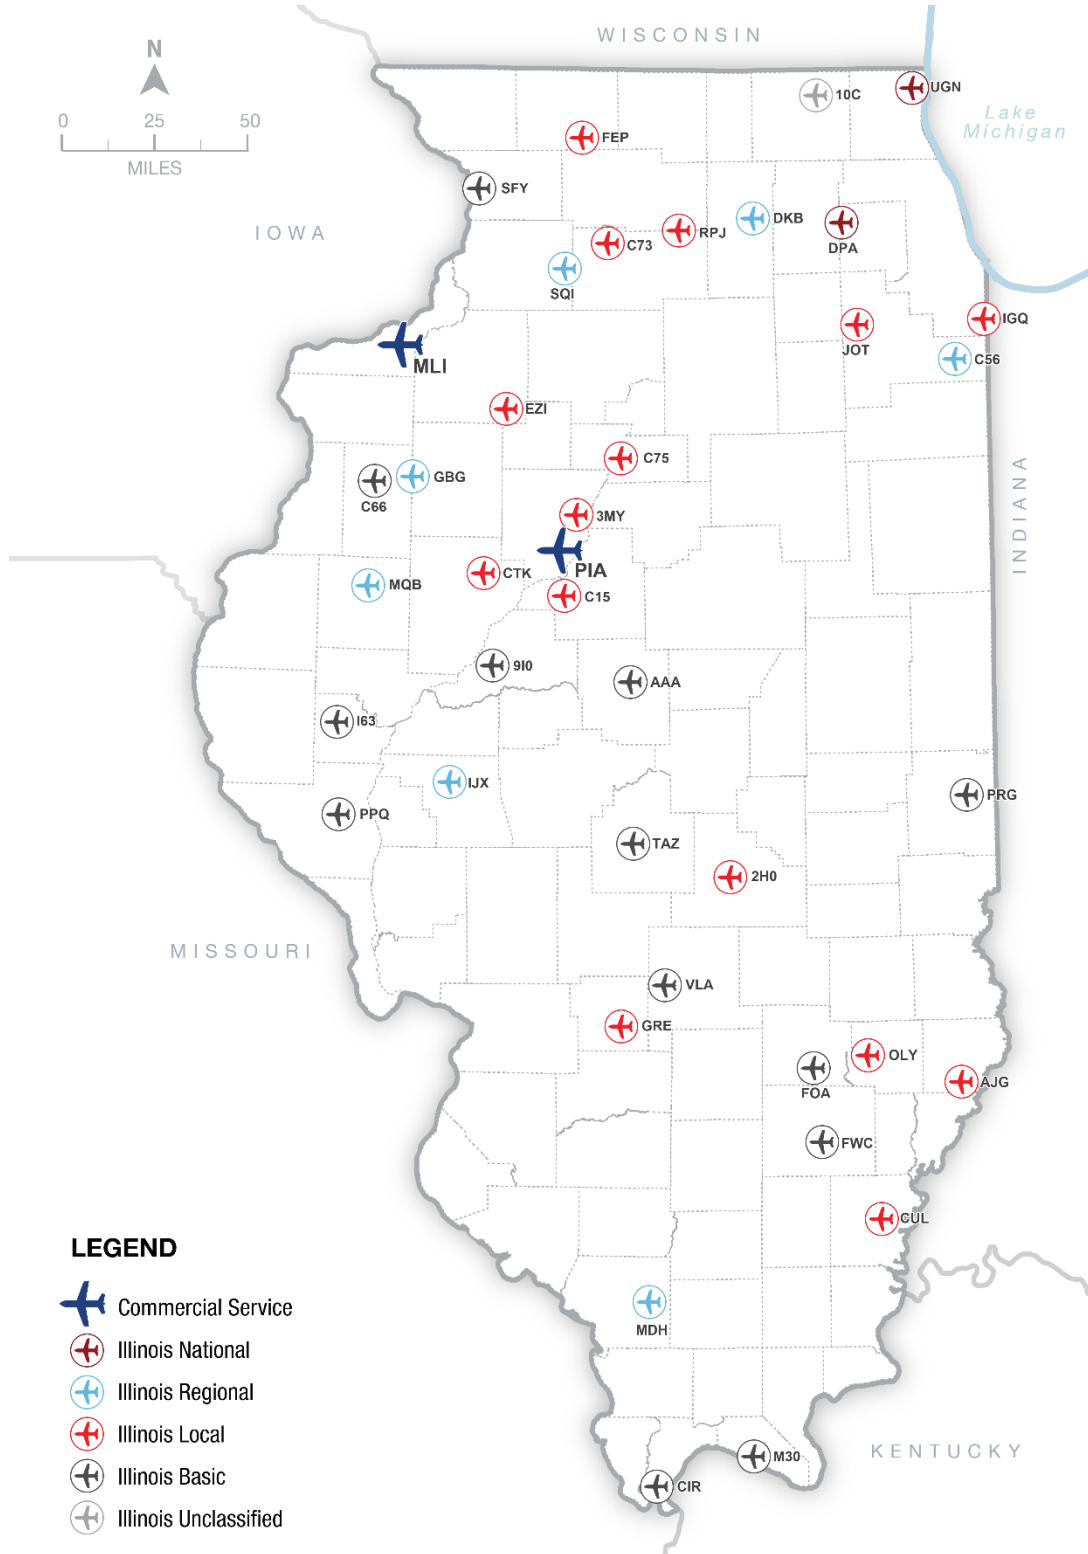 WISCONSIN
N
0 25 50
MILES
10C
UGN
Lake
Michigan
FEP
SFY
IOWA
C73
RPJ
DKB
DPA
SQI
IGQ
JOT
C56
MLI
EZI
C75
GBG
C66
INDIANA
3MY
PIA
CTK
MQB
C15
9I0
AAA
I63
IJX
PRG
PPQ
TAZ
2H0
MISSOURI
VLA
GRE
OLY
FOA
AJG
FWC
CUL
MDH
KENTUCKY
M30
CIR
LEGEND
Commercial Service
Illinois National
Illinois Regional
Illinois Local
Illinois Basic
Illinois Unclassified